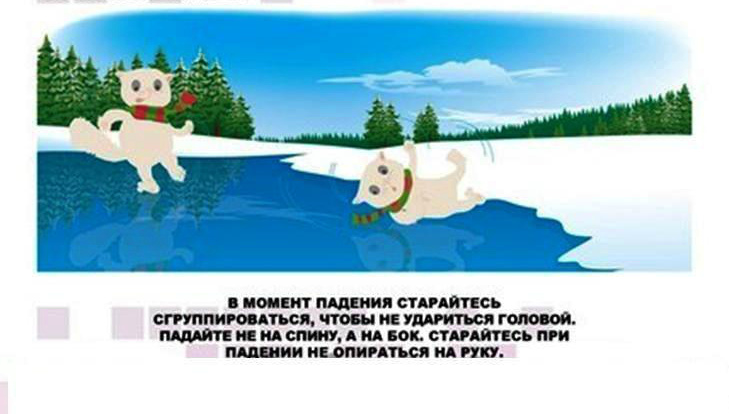 В МОМЕНТ ПАДЕНИЯ СТАРАЙТЕСЬ
СГРУППИРОВАТЬСЯ, ЧТОБЫ НЕ УДАРИТЬСЯ ГОЛОВОЙ.
ПАДАЙТЕ НЕ НА СПИНУ, А НА БОК. СТАРАЙТЕСЬ ПРИ
ПАДЕНИИ НЕ ОПИРАТЬСЯ НА РУКУ.